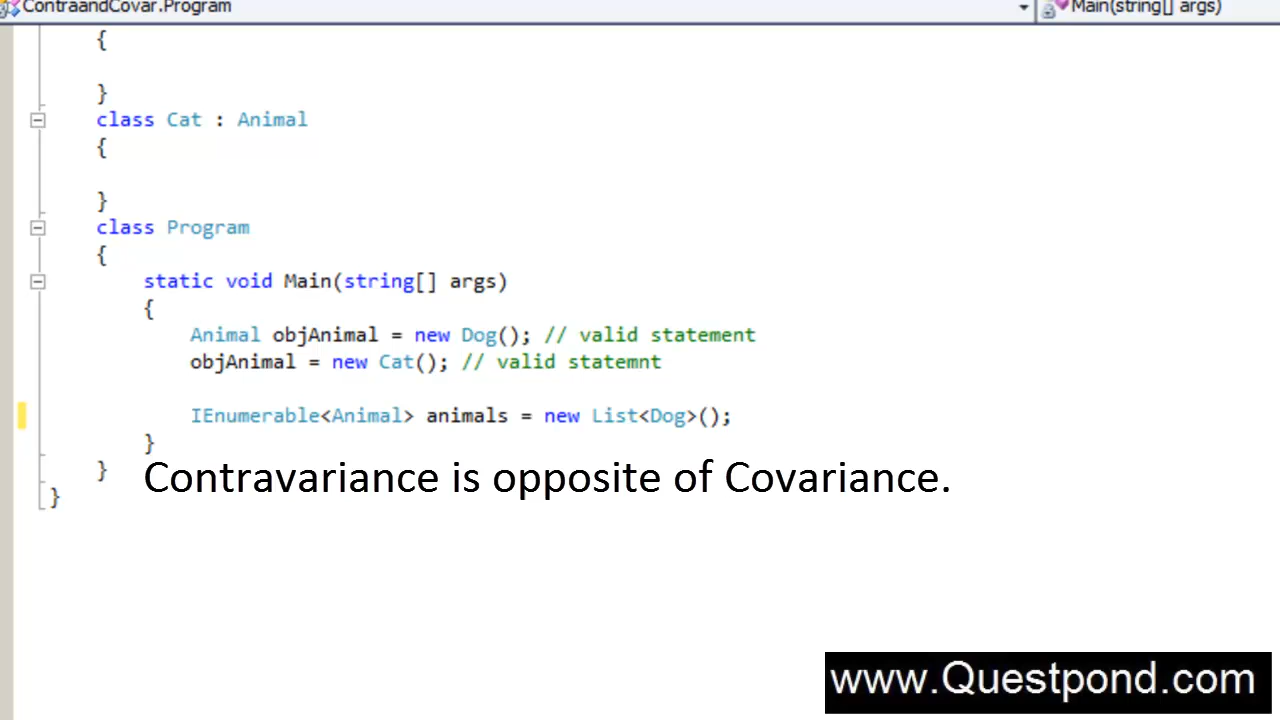 ContraandCovar.Program Main(string[] args)
{
}
class Cat : Animal
{
}
class Program
{
static void Main(string[] args)
{
Animal objAnimal = new Dog(); // valid statement
objAnimal = new Cat(); // valid statemnt
IEnumerable<Animal> animals = new List<Dog>();
}
}
Contravariance is opposite of Covariance.
}
www.Questpond.com